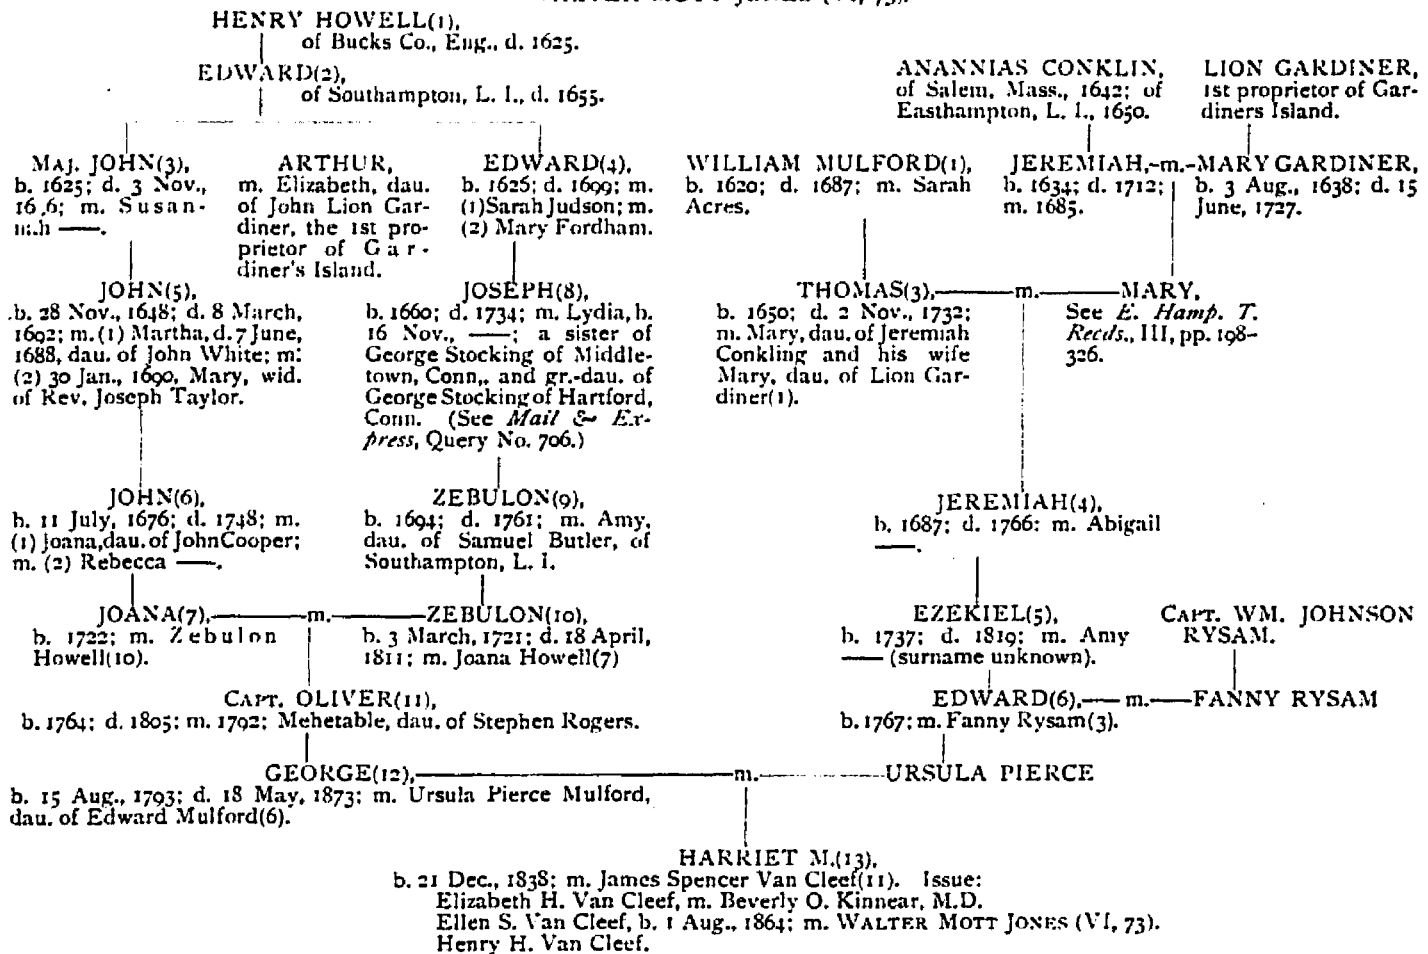 HENRY HOWELL(1),
of Bucks Co., Eng., d. 1625.
EDWARD(2),
of Southampton, L. I., d. 1655.
ANANNIAS CONKLIN,
of Salem, Mass., 1642; of
Easthampton, L. I., 1650.
LION GARDINER,
1st proprietor of Gar-
diners Island.
MAJ. JOHN(3),
b. 1625; d. 3 Nov.,
16 6; m. Susan-
——.
ARTHUR,
m. Elizabeth, dau.
of John Lion Gar-
diner, the 1st pro-
prietor of Gar-
diner's Island.
EDWARD(4),
b. 1626; d. 1699; m.
(1) Sarah Judson; m.
(2) Mary Fordham.
WILLIAM MULFORD(1),
b. 1620; d. 1687; m. Sarah
Acres.
JEREMIAH,-m.-MARY GARDINER,
b. 1634; d. 1712;
m. 1685.
b. 3 Aug., 1638; d. 15
June, 1727.
JOHN(5),
b. 28 Nov., 1648; d. 8 March,
1692; m. (1) Martha, d. 7 June,
1688, dau. of John White; m.
(2) 30 Jan., 1690, Mary, wid.
of Rev. Joseph Taylor.
JOSEPH(8),
b. 1660; d. 1734; m. Lydia, b.
16 Nov., ——; a sister of
George Stocking of Middle-
town, Conn,. and gr.-dau. of
George Stocking of Hartford,
Conn. (See Mail & Ex-
press, Query No. 706.)
THOMAS(3),——m.——MARY,
b. 1650; d. 2 Nov., 1732;
m. Mary, dau. of Jeremiah
Conkling and his wife
Mary, dau. of Lion Gar-
diner(1).
See E. Hamp. T.
Recds., III, pp. 198-
326.
JOHN(6),
b. 11 July, 1676; d. 1748; m.
(1) Joana, dau. of John Cooper;
m. (2) Rebecca ——.
ZEBULON(9),
b. 1694; d. 1761; m. Amy,
dau. of Samuel Butler, of
Southampton, L. I.
JEREMIAH(4),
b. 1687; d. 1766: m. Abigail
——.
JOANA(7),——m.——ZEBULON(10),
b. 1722; m. Zebulon
Howell(10).
b. 3 March, 1721; d. 18 April,
1811; m. Joana Howell(7)
EZEKIEL(5),
b. 1737; d. 1819; m. Amy
—— (surname unknown).
CAPT. WM. JOHNSON
RYSAM.
CAPT. OLIVER(11),
b. 1764; d. 1805; m. 1792; Mehetable, dau. of Stephen Rogers.
EDWARD(6),—m.—FANNY RYSAM
b. 1767; m. Fanny Rysam(3).
GEORGE(12),——m.——URSULA PIERCE
b. 15 Aug., 1793; d. 18 May, 1873; m. Ursula Pierce Mulford,
dau. of Edward Mulford(6).
HARRIET M.(13),
b. 21 Dec., 1838; m. James Spencer Van Cleef(11). Issue:
Elizabeth H. Van Cleef, m. Beverly O. Kinnear, M.D.
Ellen S. Van Cleef, b. 1 Aug., 1864; m. WALTER MOTT JONES (VI, 73).
Henry H. Van Cleef.